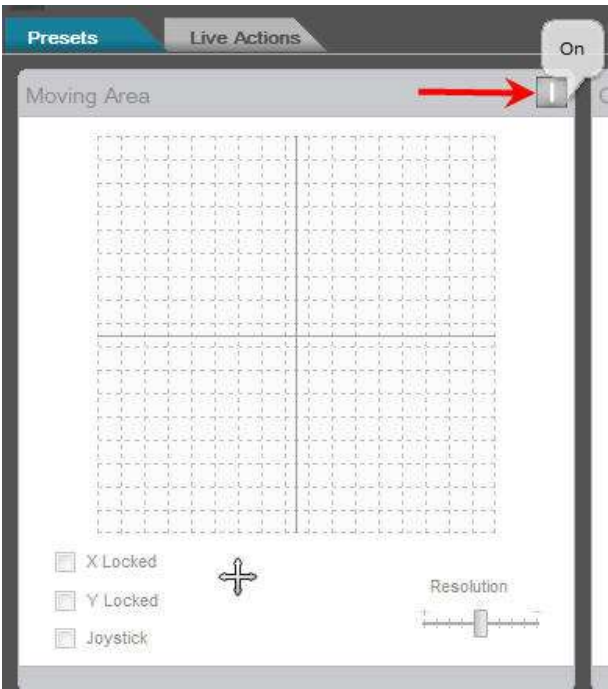 Presets
Live Actions
On
Moving Area
X Locked
Y Locked
Joystick
Resolution